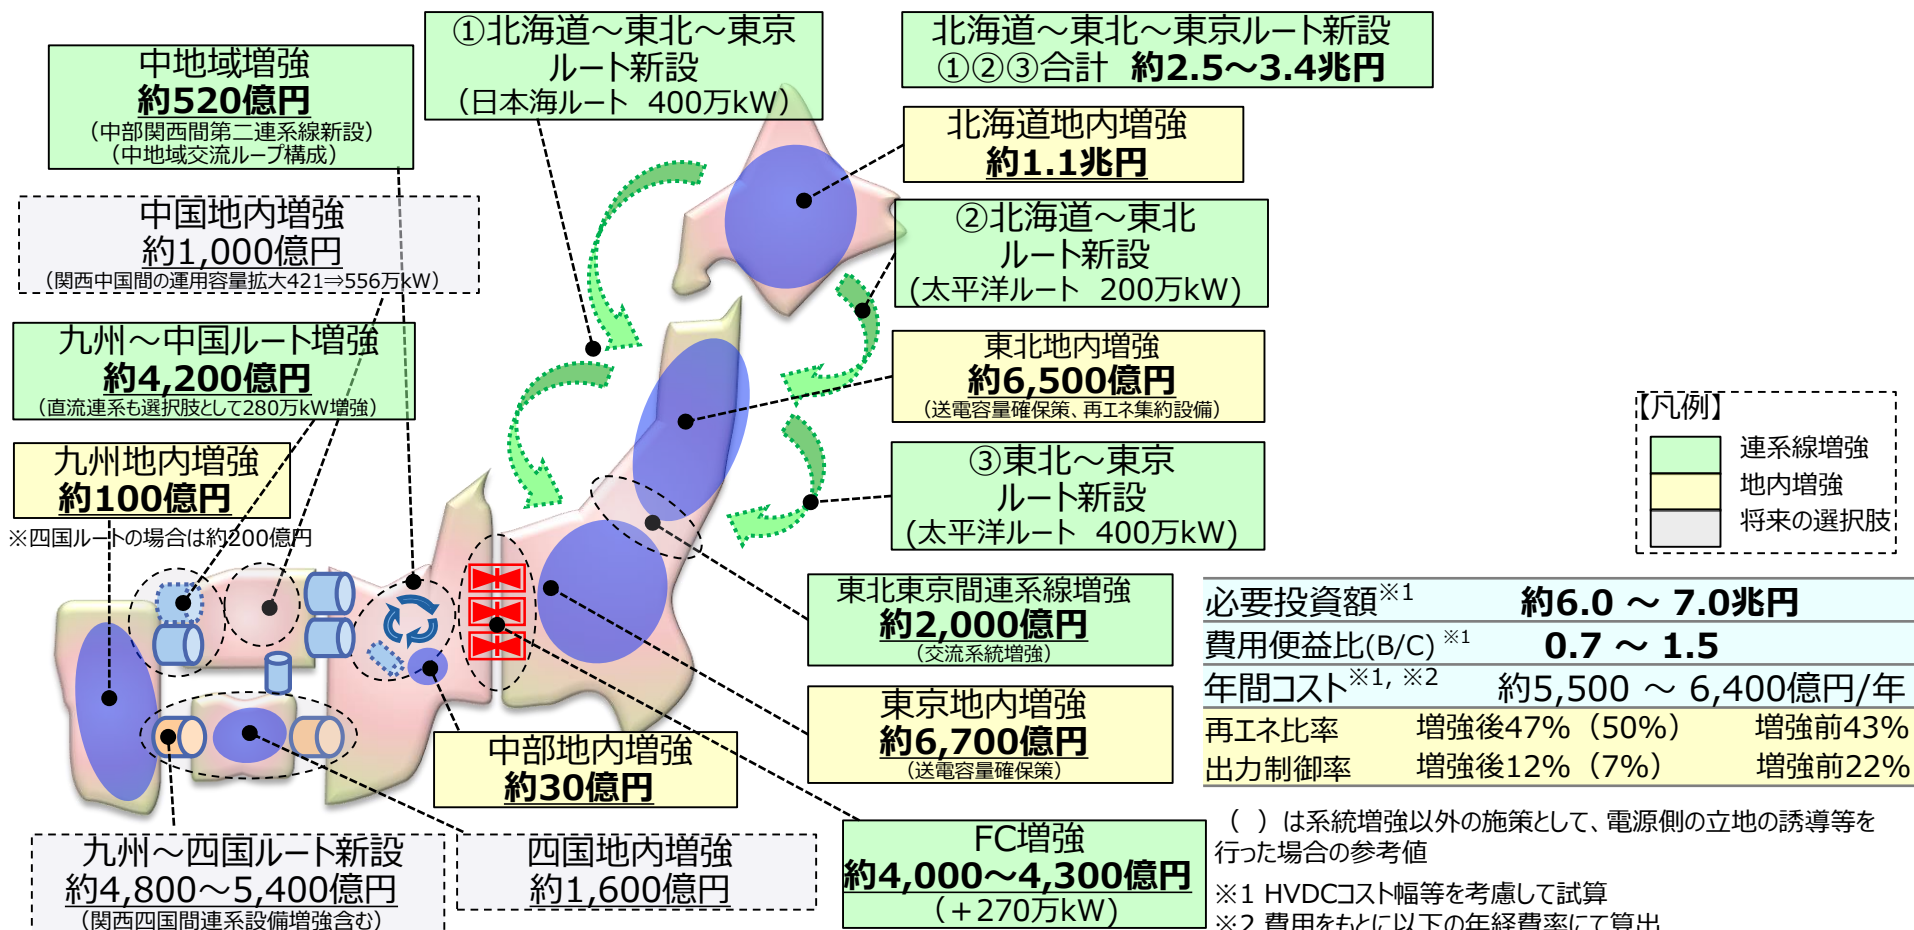 ①北海道～東北～東京
ルート新設
（日本海ルート 400万kW）
北海道～東北～東京ルート新設
①②③合計 約2.5～3.4兆円
中地域増強
約520億円
（中部関西間第二連系線新設）
（中地域交流ループ構成）
北海道地内増強
約1.1兆円
中国地内増強
約1,000億円
（関西中国間の運用容量拡大421⇒556万kW）
②北海道～東北
ルート新設
(太平洋ルート 200万kW)
九州～中国ルート増強
約4,200億円
（直流連系も選択肢として280万kW増強）
東北地内増強
約6,500億円
（送電容量確保策、再エネ集約設備）
九州地内増強
約100億円
※四国ルートの場合は約200億円
③東北～東京
ルート新設
(太平洋ルート 400万kW)
【凡例】
連系線増強
地内増強
将来の選択肢
東北東京間連系線増強
約2,000億円
（交流系統増強）
必要投資額※1 約6.0 ～ 7.0兆円
費用便益比(B/C) ※1 0.7 ～ 1.5
年間コスト※1, ※2 約5,500 ～ 6,400億円/年
再エネ比率 増強後47%（50%） 増強前43%
出力制御率 増強後12%（7%） 増強前22%
東京地内増強
約6,700億円
（送電容量確保策）
中部地内増強
約30億円
九州～四国ルート新設
約4,800～5,400億円
（関西四国間連系設備増強含む）
四国地内増強
約1,600億円
FC増強
約4,000～4,300億円
（＋270万kW）
（ ）は系統増強以外の施策として、電源側の立地の誘導等を
行った場合の参考値
※1 HVDCコスト幅等を考慮して試算
※2 費用をもとに以下の年経費率にて算出